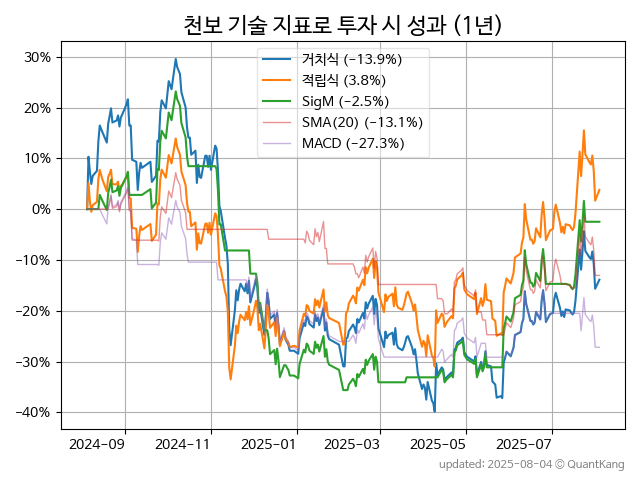 천보 기술 지표로 투자 시 성과 (1년)
30%
20%
10%
0%
−10%
−20%
−30%
−40%
거치식 (−13.9%)
적립식 (3.8%)
SigM (−2.5%)
SMA(20) (−13.1%)
MACD (−27.3%)
2024-09
2024-11
2025-01
2025-03
2025-05
2025-07
updated: 2025-08-04 ⓒ QuantKang